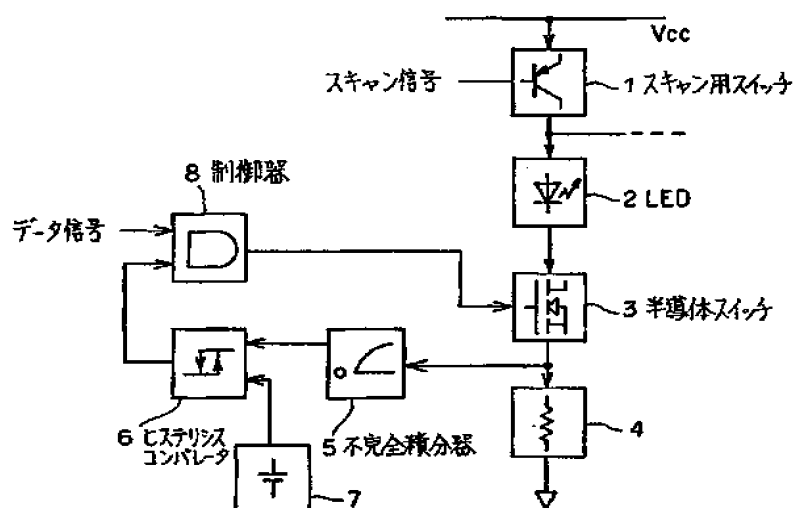 Vcc
スキャン信号
1 スキャン用スイッチ
8 制御器
2 LED
データ信号
3 半導体スイッチ
6 ヒステリシス
コンパレータ
5 不完全積分器
4
7